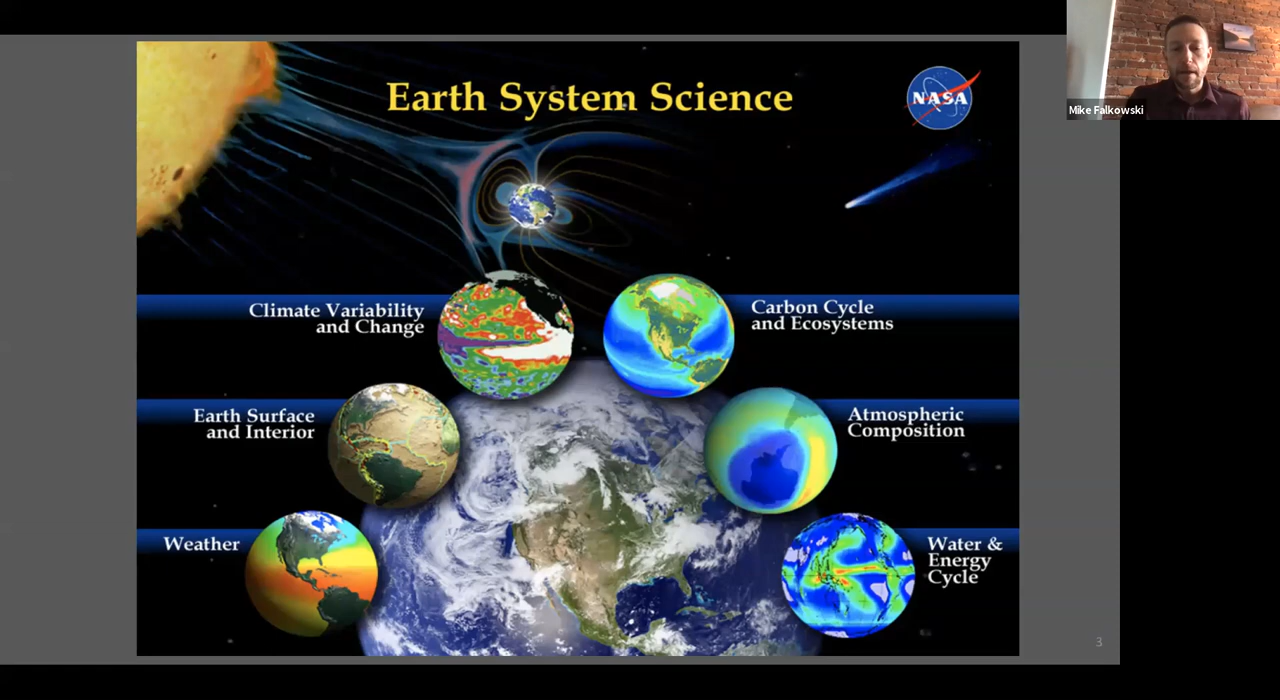 Earth System Science
NASA
Mike Falkowski
Climate Variability
and Change
Carbon Cycle
and Ecosystems
Earth Surface
and Interior
Atmospheric
Composition
Weather
Water &
Energy
Cycle
3